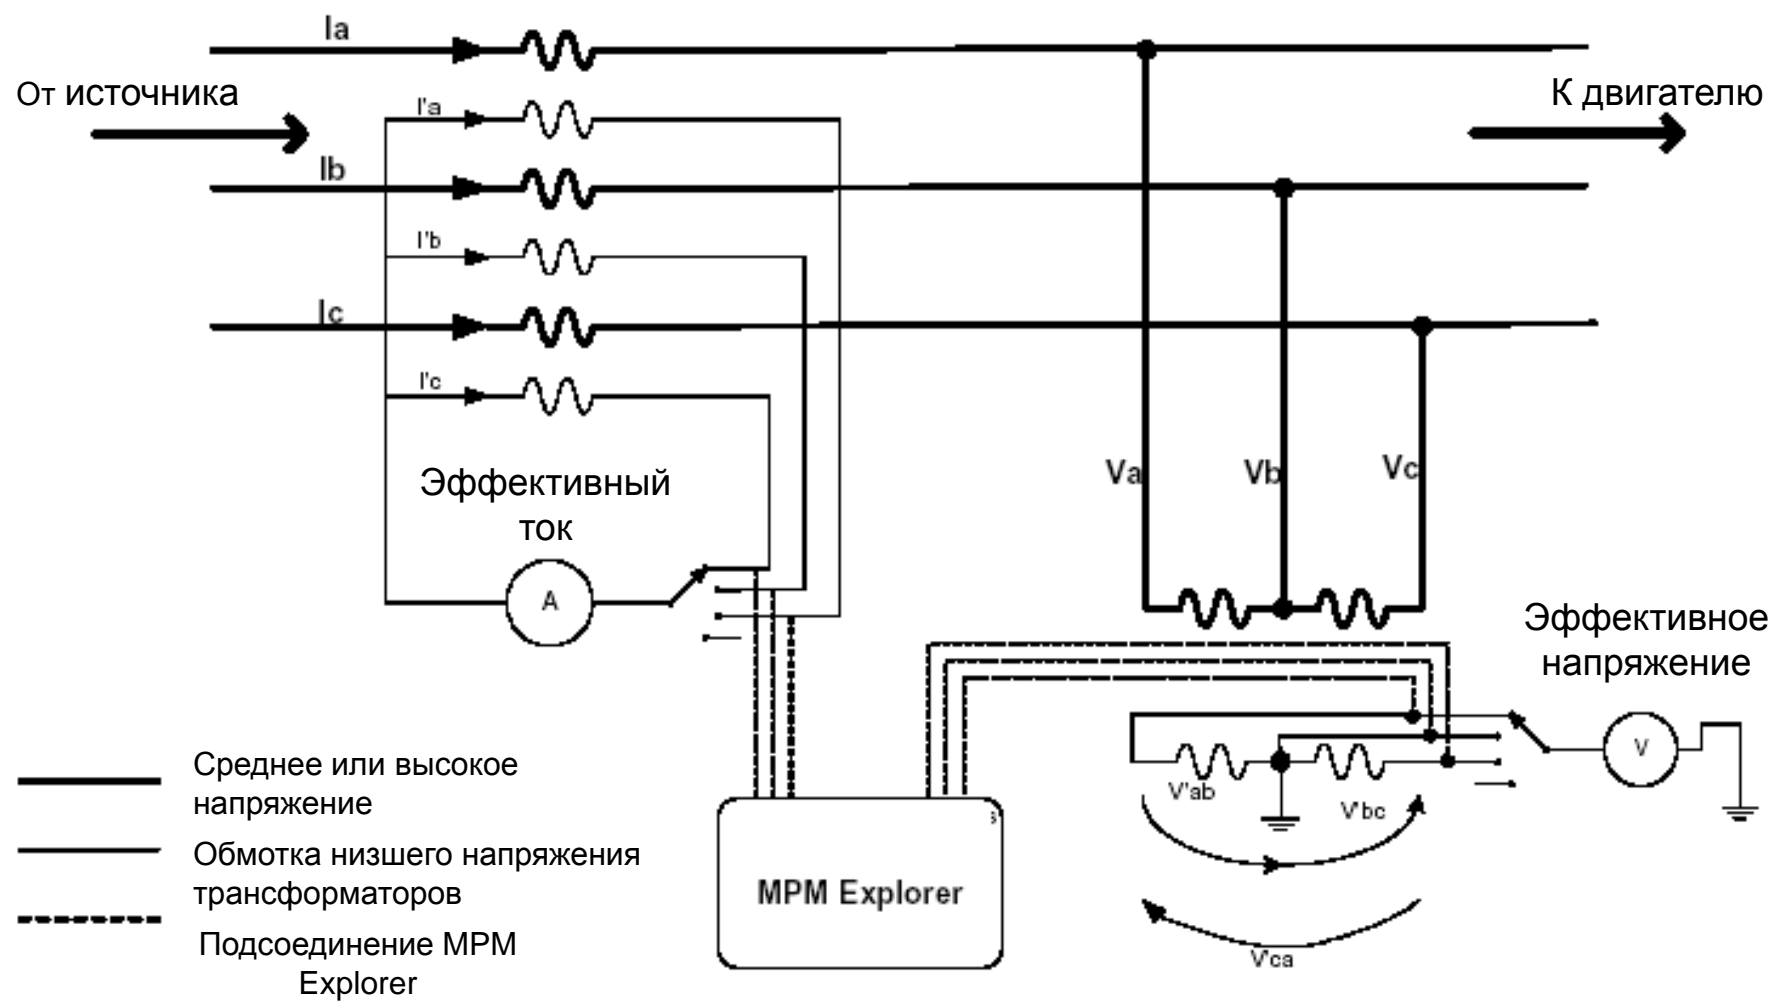 Ia
От источника
К двигателю
I'a
Ib
I'b
Ic
I'c
Эффективный
ток
Va
Vb
Vc
A
Эффективное
напряжение
V
V'ab
V'bc
V'ca
s
MPM Explorer
Среднее или высокое
напряжение
Обмотка низшего напряжения
трансформаторов
Подсоединение MPM
Explorer